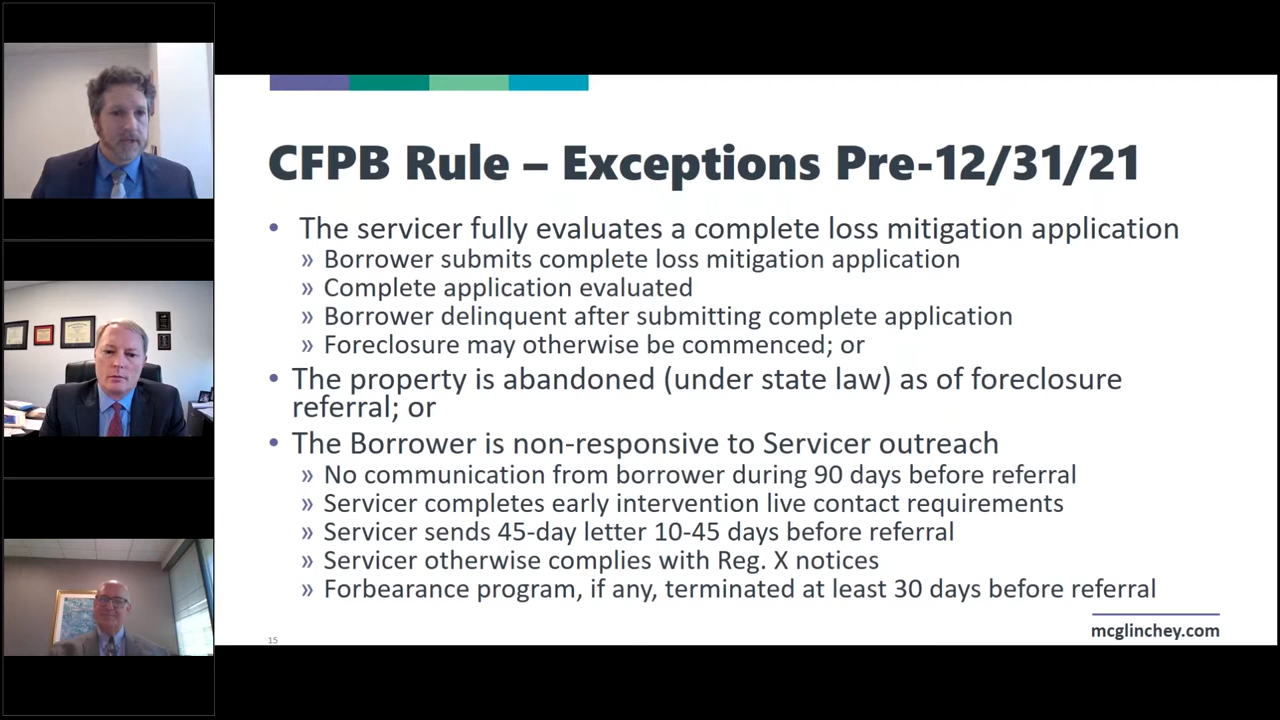 CFPB Rule – Exceptions Pre-12/31/21
• The servicer fully evaluates a complete loss mitigation application
» Borrower submits complete loss mitigation application
» Complete application evaluated
» Borrower delinquent after submitting complete application
» Foreclosure may otherwise be commenced; or
• The property is abandoned (under state law) as of foreclosure
referral; or
• The Borrower is non-responsive to Servicer outreach
» No communication from borrower during 90 days before referral
» Servicer completes early intervention live contact requirements
» Servicer sends 45-day letter 10-45 days before referral
» Servicer otherwise complies with Reg. X notices
» Forbearance program, if any, terminated at least 30 days before referral
mcglinchey.com
15